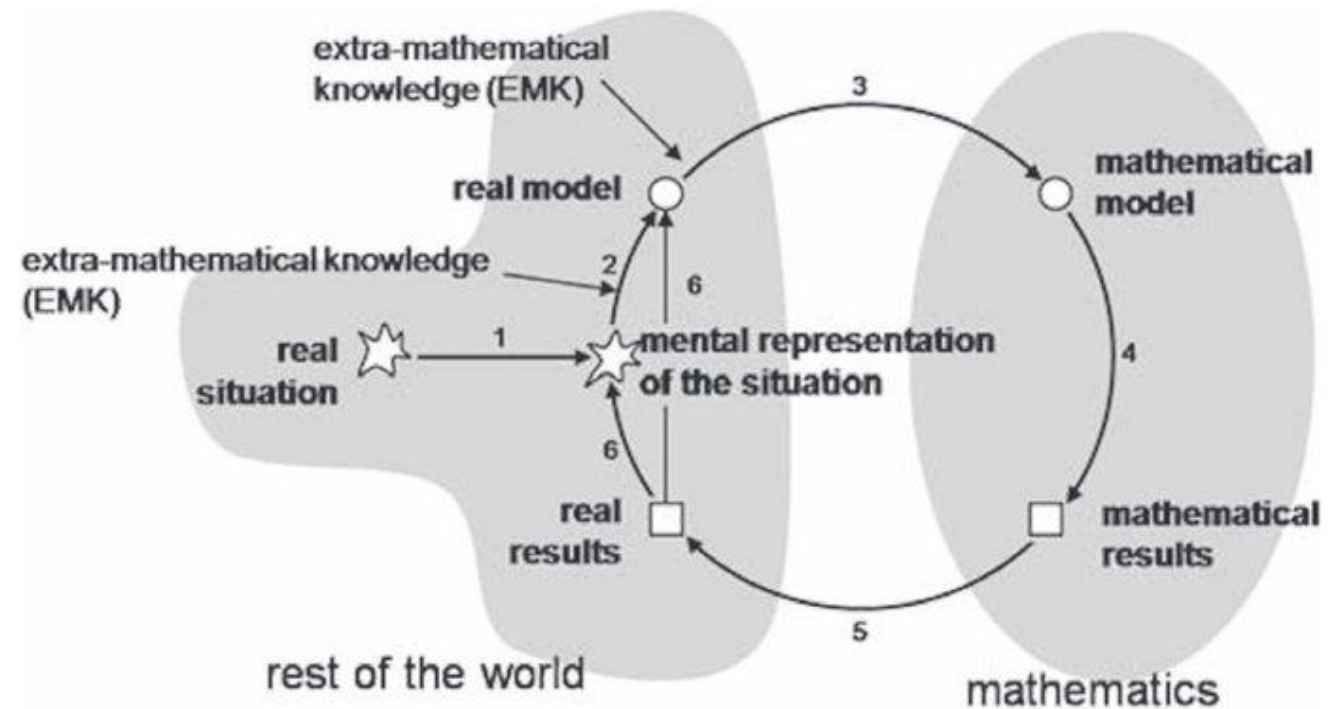 extra-mathematical
knowledge (EMK)
3
real model
mathematical
model
extra-mathematical knowledge
(EMK)
2
6
real
situation
1
mental representation
of the situation
4
6
real
results
mathematical
results
5
rest of the world
mathematics